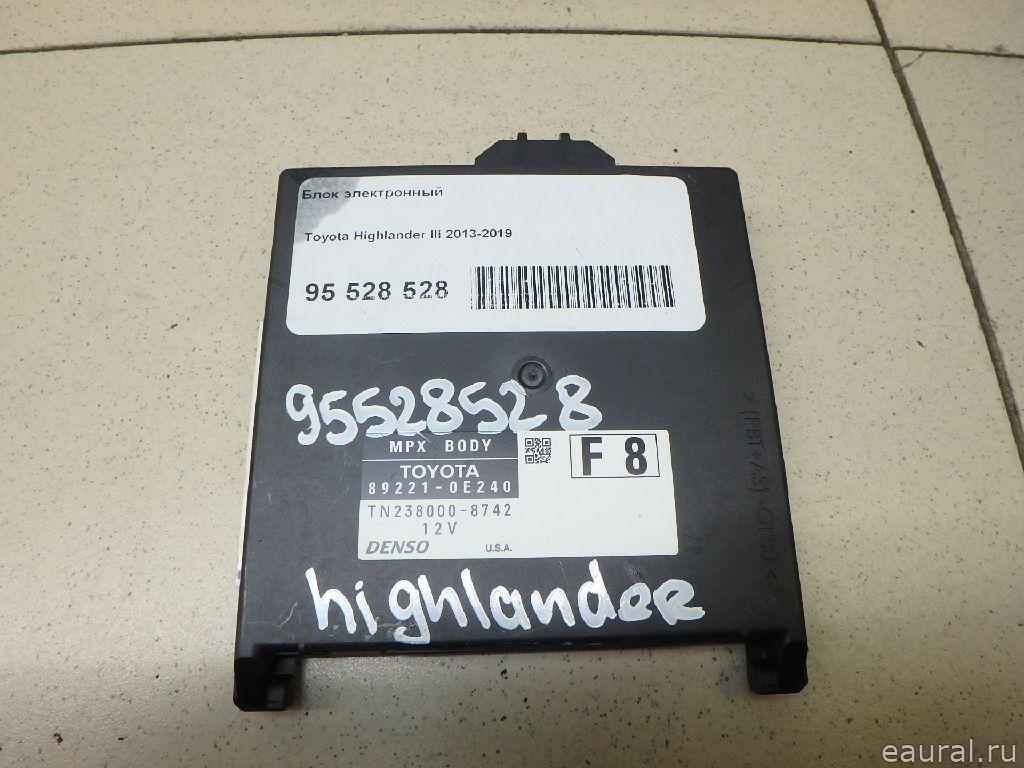 Блок электронный
Toyota Highlander IIi 2013-2019
95 528 528
95528528
MPX BODY
TOYOTA
89221-0E240
TN238000-8742
12V
DENSO U.S.A.
F 8
highlander
eaural.ru